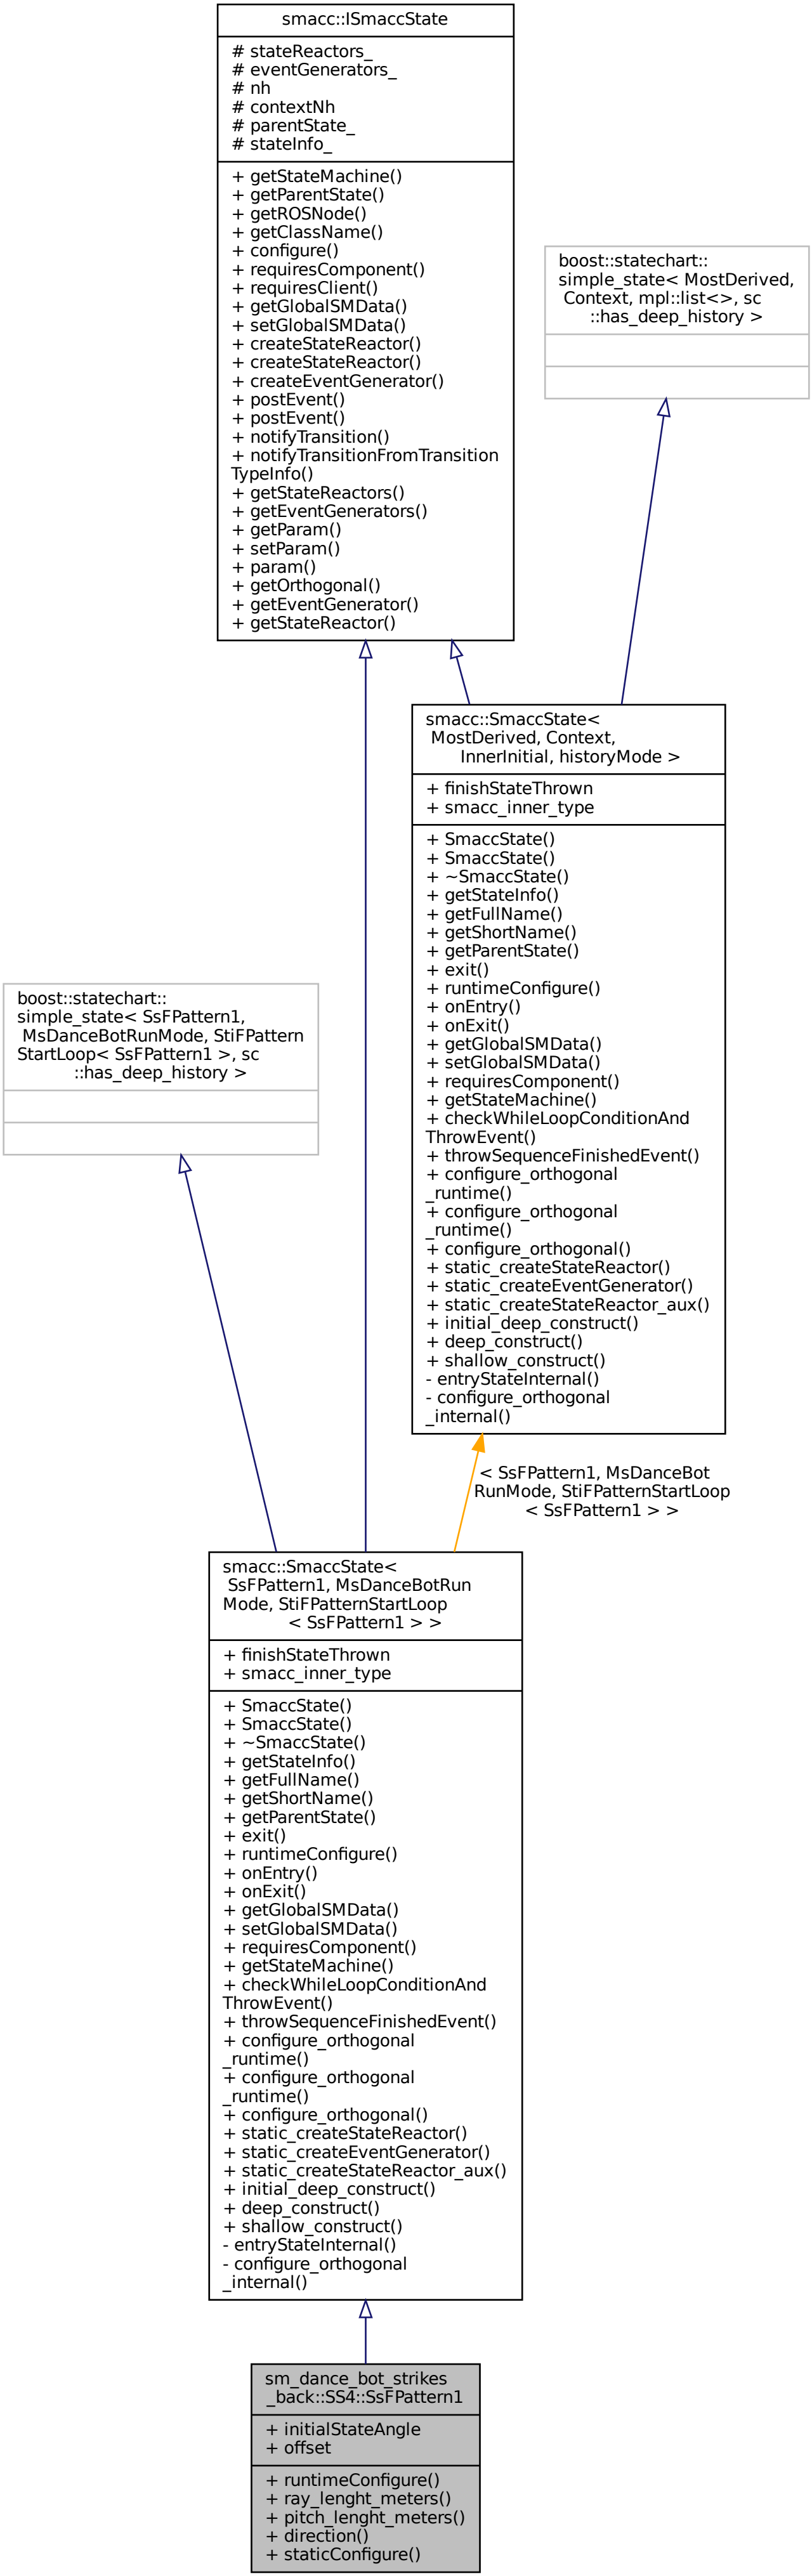 smacc::ISmaccState
# stateReactors_
# eventGenerators_
# nh
# contextNh
# parentState_
# stateInfo_
+ getStateMachine()
+ getParentState()
+ getROSNode()
+ getClassName()
+ configure()
+ requiresComponent()
+ requiresClient()
+ getGlobalSMData()
+ setGlobalSMData()
+ createStateReactor()
+ createStateReactor()
+ createEventGenerator()
+ postEvent()
+ postEvent()
+ notifyTransition()
+ notifyTransitionFromTransition
TypeInfo()
+ getStateReactors()
+ getEventGenerators()
+ getParam()
+ setParam()
+ param()
+ getOrthogonal()
+ getEventGenerator()
+ getStateReactor()
boost::statechart::
simple_state< MostDerived,
Context, mpl::list<>, sc
::has_deep_history >
smacc::SmaccState<
MostDerived, Context,
InnerInitial, historyMode >
+ finishStateThrown
+ smacc_inner_type
+ SmaccState()
+ SmaccState()
+ ~SmaccState()
+ getStateInfo()
+ getFullName()
+ getShortName()
+ getParentState()
+ exit()
+ runtimeConfigure()
+ onEntry()
+ onExit()
+ getGlobalSMData()
+ setGlobalSMData()
+ requiresComponent()
+ getStateMachine()
+ checkWhileLoopConditionAnd
ThrowEvent()
+ throwSequenceFinishedEvent()
+ configure_orthogonal
_runtime()
+ configure_orthogonal
_runtime()
+ configure_orthogonal()
+ static_createStateReactor()
+ static_createEventGenerator()
+ static_createStateReactor_aux()
+ initial_deep_construct()
+ deep_construct()
+ shallow_construct()
- entryStateInternal()
- configure_orthogonal
_internal()
boost::statechart::
simple_state< SsFPattern1,
MsDanceBotRunMode, StiFPattern
StartLoop< SsFPattern1 >, sc
::has_deep_history >
< SsFPattern1, MsDanceBot
RunMode, StiFPatternStartLoop
< SsFPattern1 > >
smacc::SmaccState<
SsFPattern1, MsDanceBotRun
Mode, StiFPatternStartLoop
< SsFPattern1 > >
+ finishStateThrown
+ smacc_inner_type
+ SmaccState()
+ SmaccState()
+ ~SmaccState()
+ getStateInfo()
+ getFullName()
+ getShortName()
+ getParentState()
+ exit()
+ runtimeConfigure()
+ onEntry()
+ onExit()
+ getGlobalSMData()
+ setGlobalSMData()
+ requiresComponent()
+ getStateMachine()
+ checkWhileLoopConditionAnd
ThrowEvent()
+ throwSequenceFinishedEvent()
+ configure_orthogonal
_runtime()
+ configure_orthogonal
_runtime()
+ configure_orthogonal()
+ static_createStateReactor()
+ static_createEventGenerator()
+ static_createStateReactor_aux()
+ initial_deep_construct()
+ deep_construct()
+ shallow_construct()
- entryStateInternal()
- configure_orthogonal
_internal()
sm_dance_bot_strikes
_back::SS4::SsFPattern1
+ initialStateAngle
+ offset
+ runtimeConfigure()
+ ray_lenght_meters()
+ pitch_lenght_meters()
+ direction()
+ staticConfigure()